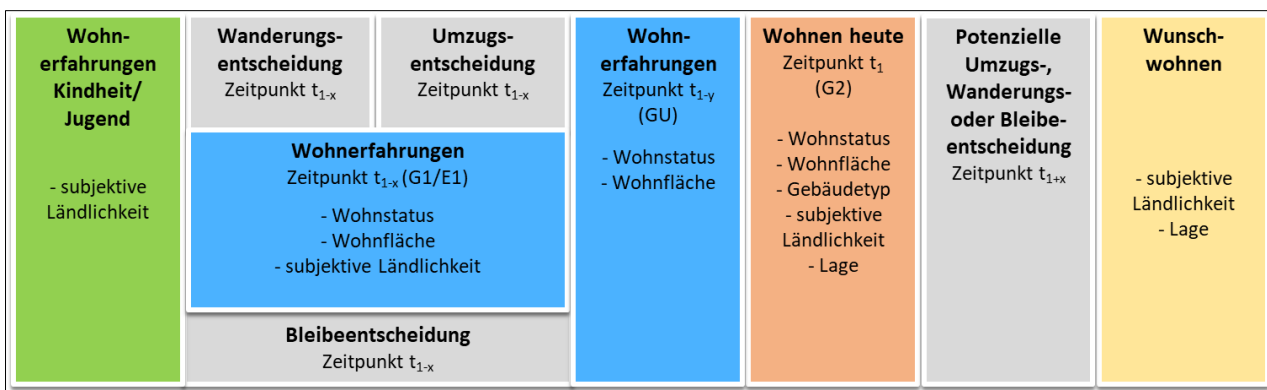 Wohn-
erfahrungen
Kindheit/
Jugend
- subjektive
Ländlichkeit
Wanderungs-
entscheidung
Zeitpunkt t1-x
Umzugs-
entscheidung
Zeitpunkt t1-x
Wohnerfahrungen
Zeitpunkt t1-x (G1/E1)
- Wohnstatus
- Wohnfläche
- subjektive Ländlichkeit
Bleibeentscheidung
Zeitpunkt t1-x
Wohn-
erfahrungen
Zeitpunkt t1-y
(GU)
- Wohnstatus
- Wohnfläche
Wohnen heute
Zeitpunkt t1
(G2)
- Wohnstatus
- Wohnfläche
- Gebäudetyp
- subjektive
Ländlichkeit
- Lage
Potenzielle
Umzugs-,
Wanderungs-
oder Bleibe-
entscheidung
Zeitpunkt t1+x
Wunsch-
wohnen
- subjektive
Ländlichkeit
- Lage